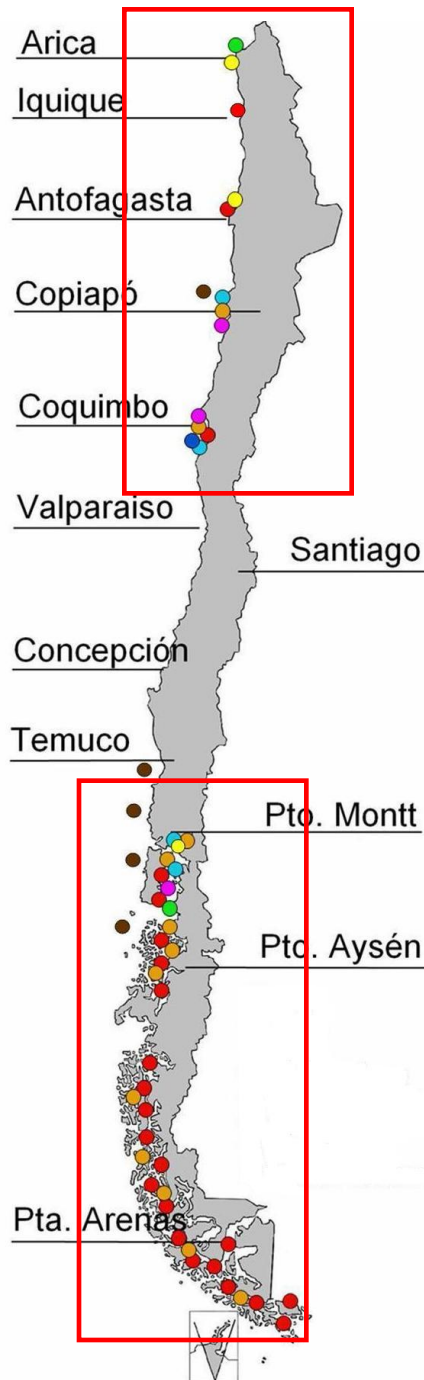 Arica
Iquique
Antofagasta
Copiapó
Coquimbo
Valparaiso
Santiago
Concepción
Temuco
Pto. Montt
Pto. Aysén
Pta. Arenas